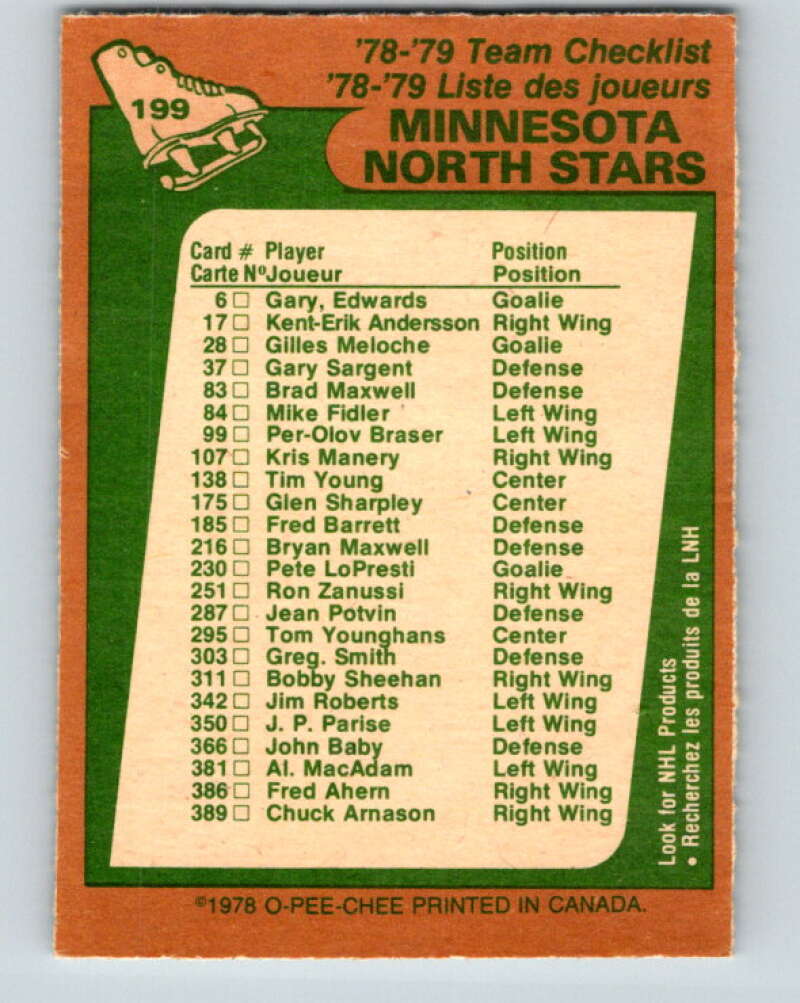 199
'78-'79 Team Checklist
'78-'79 Liste des joueurs
MINNESOTA
NORTH STARS
Card # Player Position
Carte Nº Joueur Position
6 □ Gary, Edwards Goalie
17 □ Kent-Erik Andersson Right Wing
28 □ Gilles Meloche Goalie
37 □ Gary Sargent Defense
83 □ Brad Maxwell Defense
84 □ Mike Fidler Left Wing
99 □ Per-Olov Braser Left Wing
107 □ Kris Manery Right Wing
138 □ Tim Young Center
175 □ Glen Sharpley Center
185 □ Fred Barrett Defense
216 □ Bryan Maxwell Defense
230 □ Pete LoPresti Goalie
251 □ Ron Zanussi Right Wing
287 □ Jean Potvin Defense
295 □ Tom Younghans Center
303 □ Greg. Smith Defense
311 □ Bobby Sheehan Right Wing
342 □ Jim Roberts Left Wing
350 □ J. P. Parise Left Wing
366 □ John Baby Defense
381 □ Al. MacAdam Left Wing
386 □ Fred Ahern Right Wing
389 □ Chuck Arnason Right Wing
Look for NHL Products
• Recherchez les produits de la LNH
©1978 O-PEE-CHEE PRINTED IN CANADA.